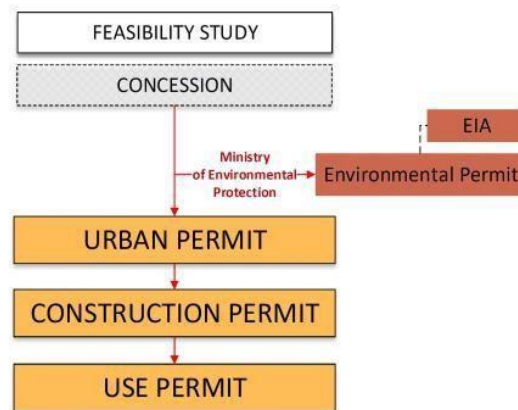 FEASIBILITY STUDY
CONCESSION
EIA
Ministry
of Environmental
Protection
Environmental Permit
URBAN PERMIT
CONSTRUCTION PERMIT
USE PERMIT